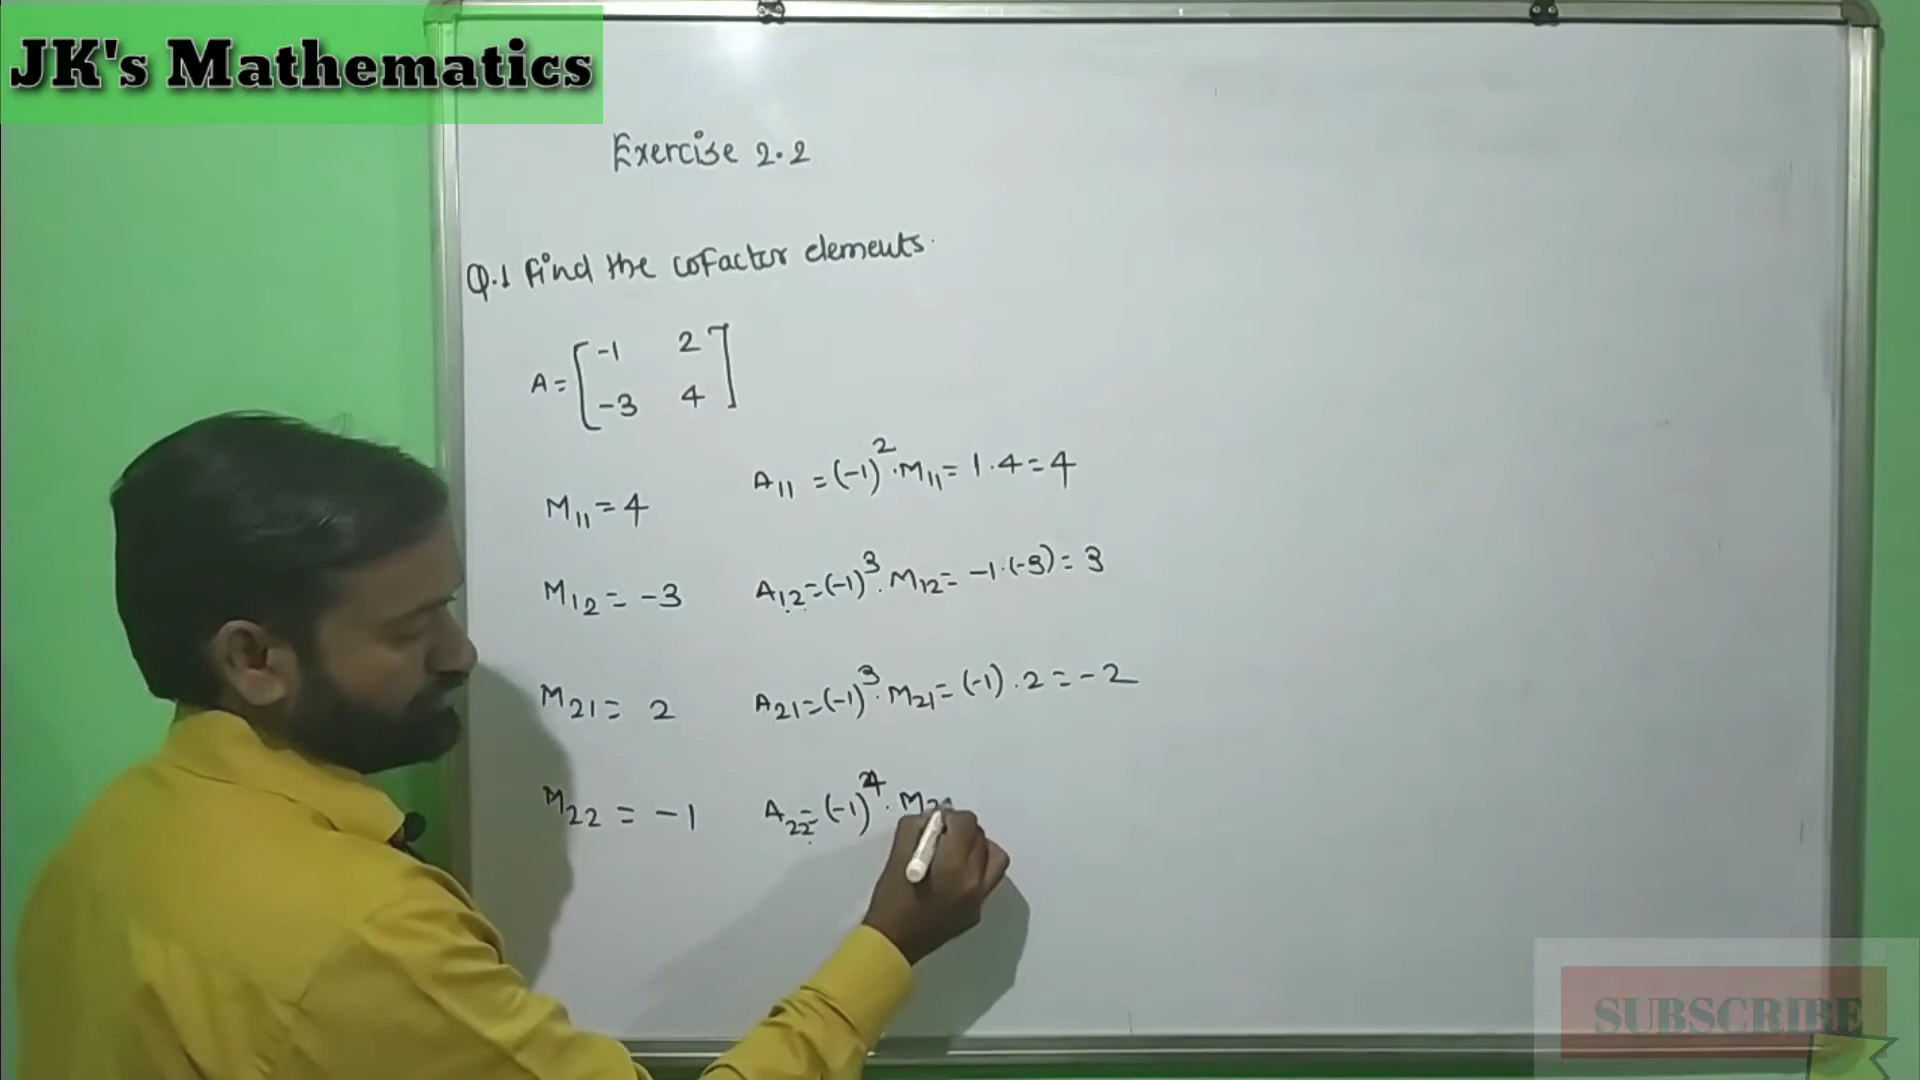 JK's Mathematics
Exercise 2.2
Q.1 Find the cofactor elements.
A = [-1 2
-3 4]
M11 = 4 A11 = (-1)^2 . M11 = 1.4 = 4
M12 = -3 A12 = (-1)^3 . M12 = -1.(-3) = 3
M21 = 2 A21 = (-1)^3 . M21 = (-1).2 = -2
M22 = -1 A22 = (-1)^4 . M2
SUBSCRIBE